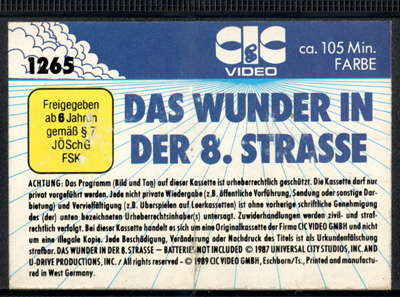 1265
CIC
VIDEO
ca. 105 Min.
FARBE
Freigegeben
ab 6 Jahren
gemäß § 7
JÖSchG
FSK
DAS WUNDER IN
DER 8. STRASSE
ACHTUNG: Das Programm (Bild und Ton) auf dieser Kassette ist urheberrechtlich geschützt. Die Kassette darf nur
privat vorgeführt werden. Jede nicht private Wiedergabe (z.B. öffentliche Vorführung, Sendung oder sonstige Dar-
bietung) und Vervielfältigung (z.B. Überspielen auf Leerkassetten) ist ohne vorherige schriftliche Genehmigung
des (der) unten bezeichneten Urheberrechtsinhaber(s) untersagt. Zuwiderhandlungen werden zivil- und straf-
rechtlich verfolgt. Bei dieser Kassette handelt es sich um eine Originalkassette der Firma CIC VIDEO GMBH und nicht
um eine illegale Kopie. Jede Beschädigung, Veränderung oder Nachdruck des Titels ist als Urkundenfälschung
strafbar. DAS WUNDER IN DER 8. STRASSE – BATTERIES NOT INCLUDED © 1987 UNIVERSAL CITY STUDIOS, INC. AND
U-DRIVE PRODUCTIONS, INC. / All rights reserved – © 1989 CIC VIDEO GMBH, Eschborn/Ts., Printed and manufactu-
red in West Germany.